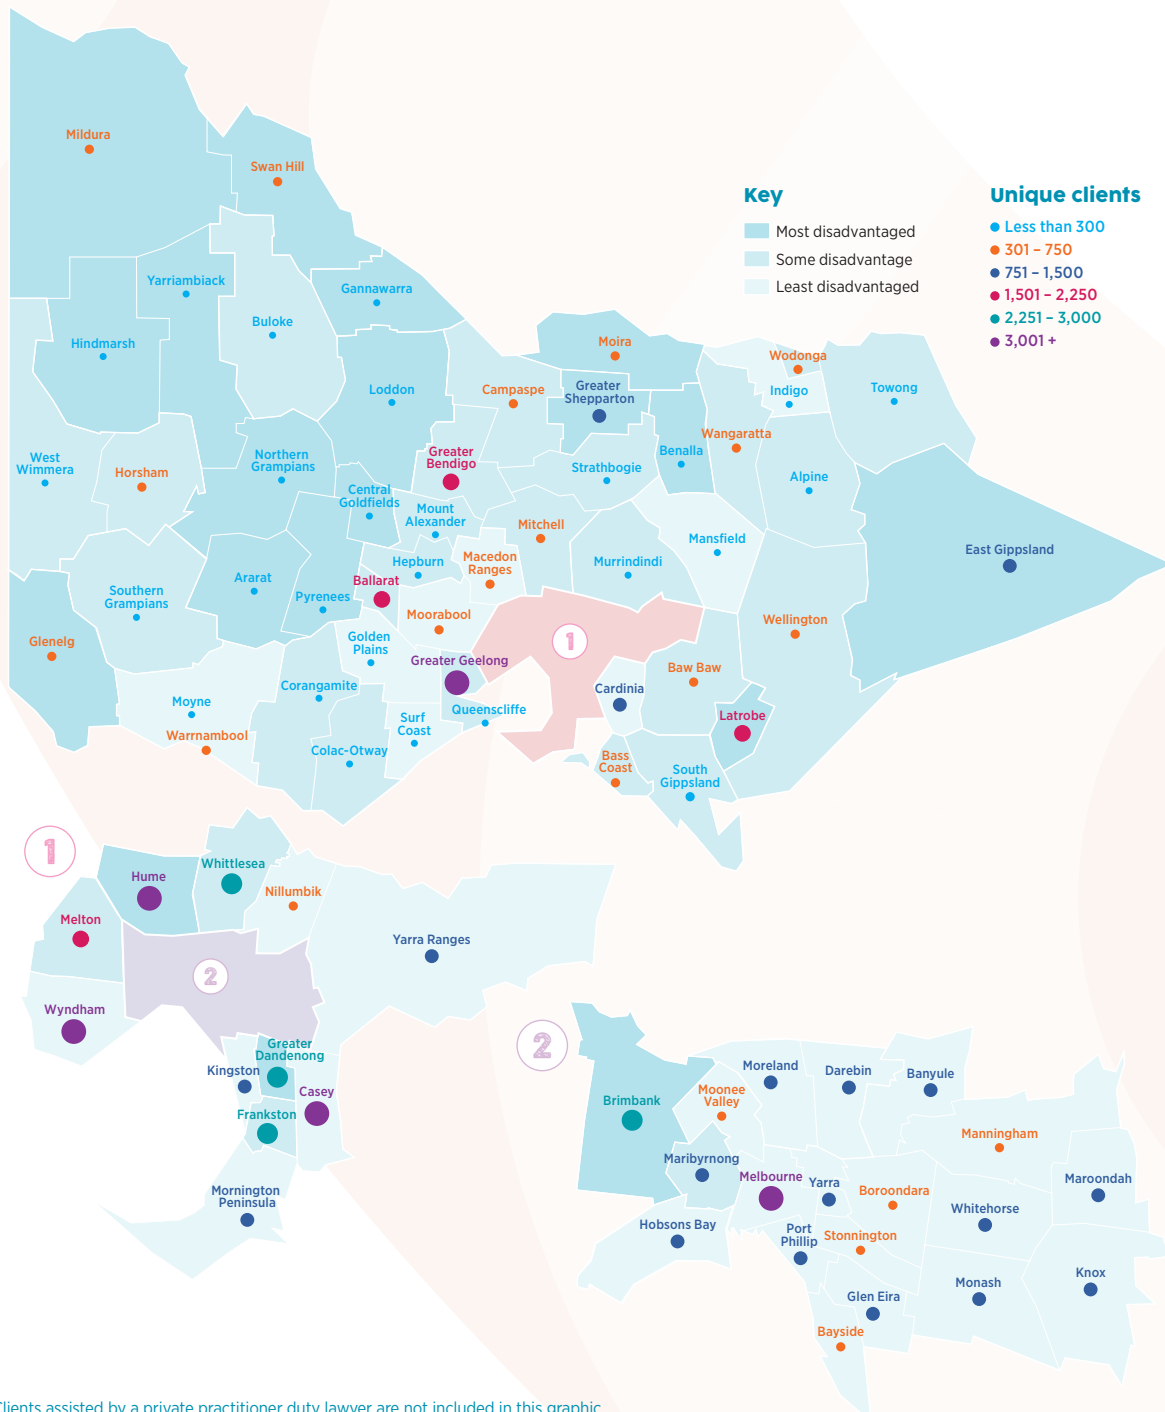 Mildura
Swan Hill
Key
Most disadvantaged
Some disadvantage
Least disadvantaged
Unique clients
Less than 300
301 – 750
751 – 1,500
1,501 – 2,250
2,251 – 3,000
3,001 +
Yarriambiack
Gannawarra
Buloke
Hindmarsh
Moira
Wodonga
Loddon
Campaspe
Greater
Shepparton
Indigo
Towong
Wangaratta
West
Wimmera
Horsham
Northern
Grampians
Greater
Bendigo
Benalla
Strathbogie
Alpine
Central
Goldfields
Mount
Alexander
Mitchell
Mansfield
East Gippsland
Macedon
Ranges
Hepburn
Murrindindi
Ararat
Ballarat
Southern
Grampians
Pyrenees
Moorabool
Wellington
Glenelg
Golden
Plains
1
Greater Geelong
Baw Baw
Corangamite
Cardinia
Moyne
Queenscliffe
Latrobe
Surf
Coast
Warrnambool
Colac-Otway
Bass
Coast
South
Gippsland
1
Whittlesea
Hume
Nillumbik
Melton
Yarra Ranges
2
Wyndham
Greater
Dandenong
Kingston
Casey
Frankston
Mornington
Peninsula
2
Moreland
Darebin
Banyule
Moonee
Valley
Brimbank
Manningham
Maribyrnong
Melbourne
Yarra
Boroondara
Maroondah
Whitehorse
Hobsons Bay
Port
Phillip
Stonnington
Monash
Knox
Glen Eira
Bayside
Clients assisted by a private practitioner duty lawyer are not included in this graphic